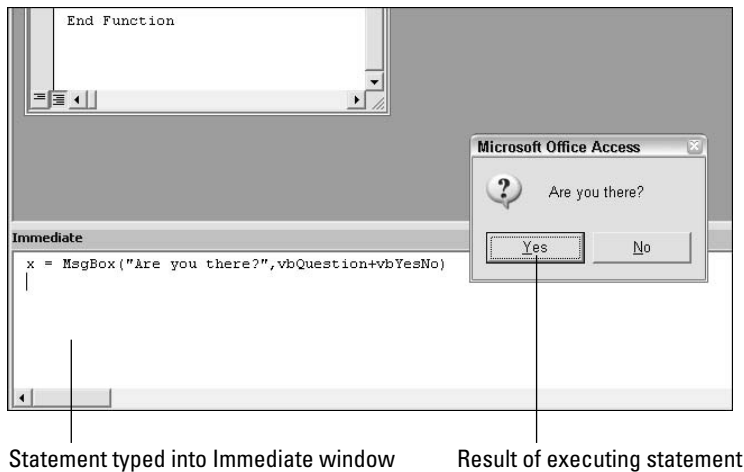 End Function
Microsoft Office Access
Are you there?
Yes
No
Immediate
x = MsgBox("Are you there?",vbQuestion+vbYesNo)
Statement typed into Immediate window
Result of executing statement